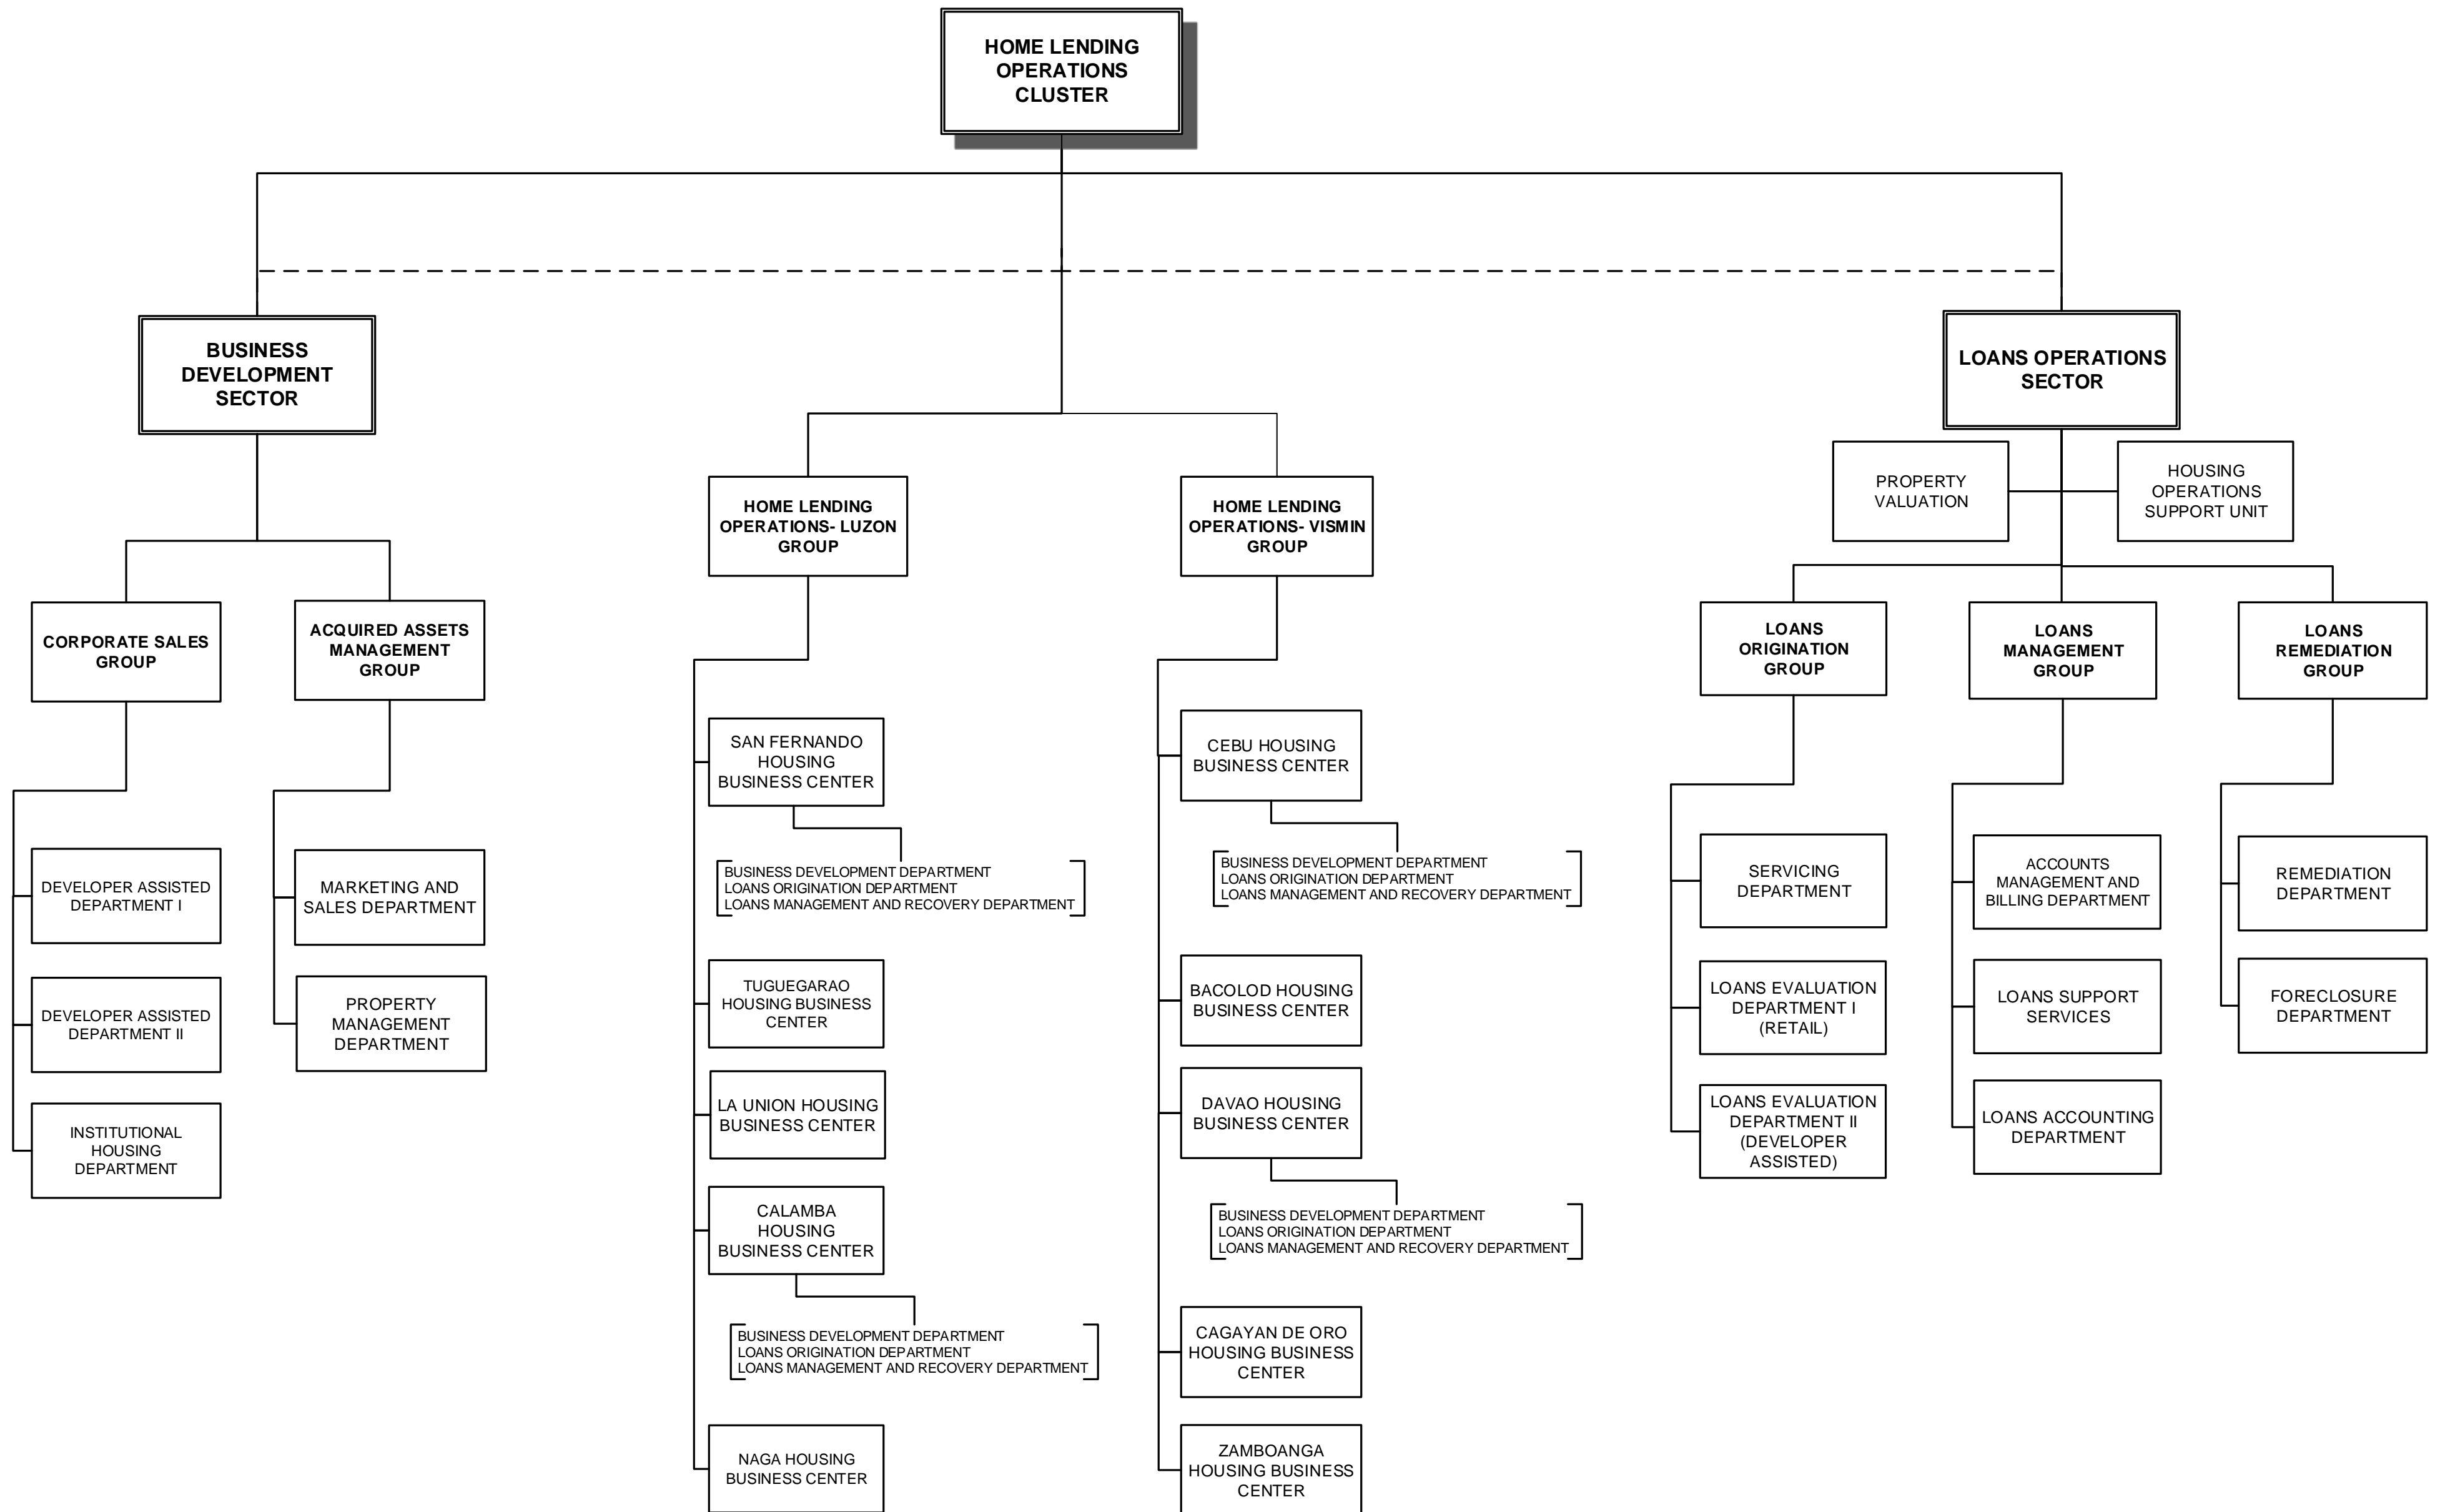 HOME LENDING
OPERATIONS
CLUSTER
BUSINESS
DEVELOPMENT
SECTOR
LOANS OPERATIONS
SECTOR
PROPERTY
VALUATION
HOUSING
OPERATIONS
SUPPORT UNIT
HOME LENDING
OPERATIONS- LUZON
GROUP
HOME LENDING
OPERATIONS- VISMIN
GROUP
CORPORATE SALES
GROUP
ACQUIRED ASSETS
MANAGEMENT
GROUP
LOANS
ORIGINATION
GROUP
LOANS
MANAGEMENT
GROUP
LOANS
REMEDIATION
GROUP
DEVELOPER ASSISTED
DEPARTMENT I
DEVELOPER ASSISTED
DEPARTMENT II
INSTITUTIONAL
HOUSING
DEPARTMENT
MARKETING AND
SALES DEPARTMENT
PROPERTY
MANAGEMENT
DEPARTMENT
SAN FERNANDO
HOUSING
BUSINESS CENTER
BUSINESS DEVELOPMENT DEPARTMENT
LOANS ORIGINATION DEPARTMENT
LOANS MANAGEMENT AND RECOVERY DEPARTMENT
TUGUEGARAO
HOUSING BUSINESS
CENTER
LA UNION HOUSING
BUSINESS CENTER
CALAMBA
HOUSING
BUSINESS CENTER
BUSINESS DEVELOPMENT DEPARTMENT
LOANS ORIGINATION DEPARTMENT
LOANS MANAGEMENT AND RECOVERY DEPARTMENT
NAGA HOUSING
BUSINESS CENTER
CEBU HOUSING
BUSINESS CENTER
BUSINESS DEVELOPMENT DEPARTMENT
LOANS ORIGINATION DEPARTMENT
LOANS MANAGEMENT AND RECOVERY DEPARTMENT
BACOLOD HOUSING
BUSINESS CENTER
DAVAO HOUSING
BUSINESS CENTER
BUSINESS DEVELOPMENT DEPARTMENT
LOANS ORIGINATION DEPARTMENT
LOANS MANAGEMENT AND RECOVERY DEPARTMENT
CAGAYAN DE ORO
HOUSING BUSINESS
CENTER
ZAMBOANGA
HOUSING BUSINESS
CENTER
SERVICING
DEPARTMENT
LOANS EVALUATION
DEPARTMENT I
(RETAIL)
LOANS EVALUATION
DEPARTMENT II
(DEVELOPER
ASSISTED)
ACCOUNTS
MANAGEMENT AND
BILLING DEPARTMENT
LOANS SUPPORT
SERVICES
LOANS ACCOUNTING
DEPARTMENT
REMEDIATION
DEPARTMENT
FORECLOSURE
DEPARTMENT